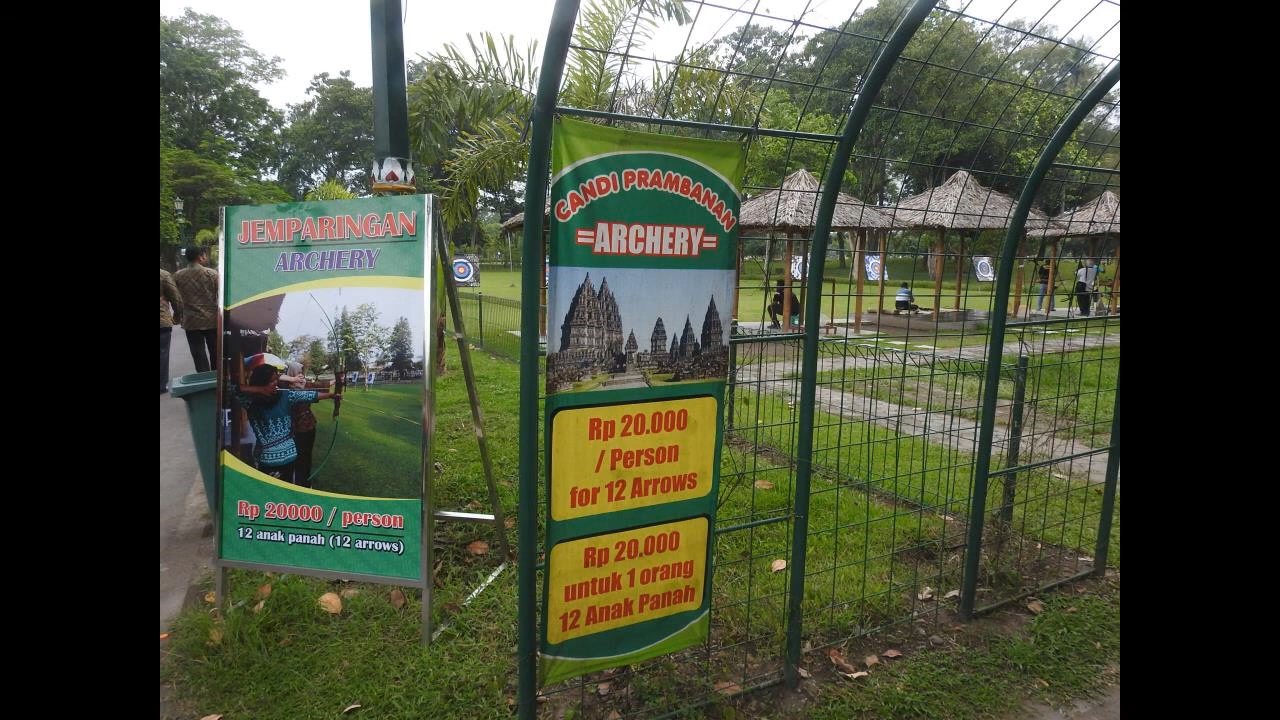 JEMPARINGAN
ARCHERY
Rp 20000 / person
12 anak panah (12 arrows)
CANDI PRAMBANAN
=ARCHERY=
Rp 20.000
/ Person
for 12 Arrows
Rp 20.000
untuk 1 orang
12 Anak Panah